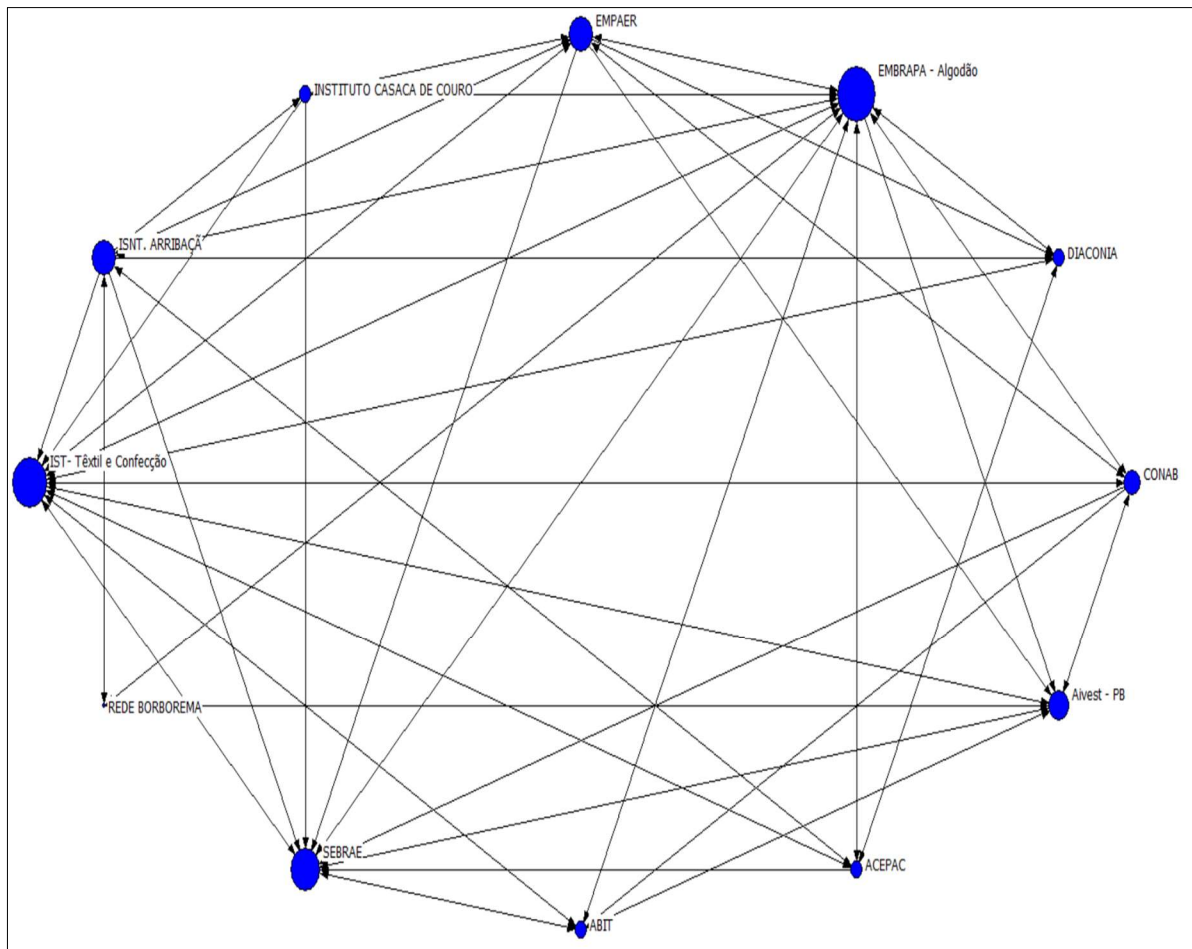 EMPAER
EMBRAPA - Algodão
INSTITUTO CASACA DE COURO
ISNT. ARRIBAÇÃ
DIACONIA
IST- Têxtil e Confecção
CONAB
REDE BORBOREMA
Aivest - PB
SEBRAE
ACEPAC
ABIT